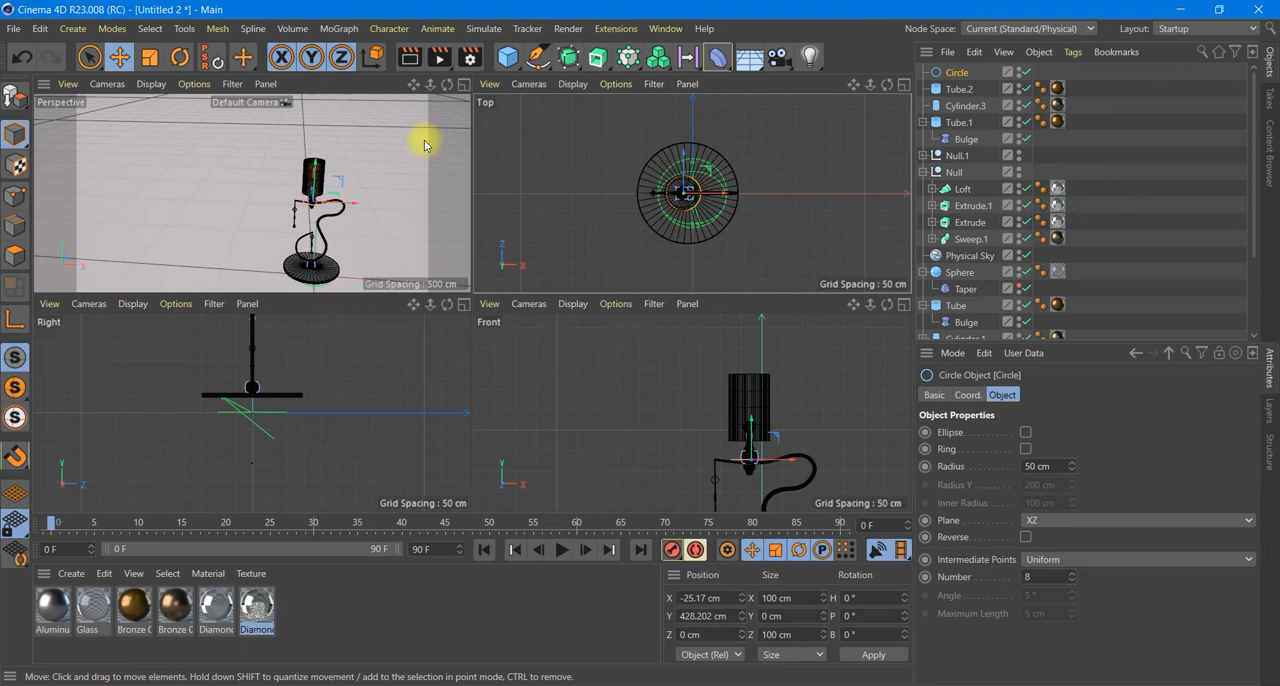 Cinema 4D R23.008 (RC) - [Untitled 2 *] - Main
File Edit Create Modes Select Tools Mesh Spline Volume MoGraph Character Animate Simulate Tracker Render Extensions Window Help Node Space: Current (Standard/Physical) Layout: Startup
X Y Z
File Edit View Object Tags Bookmarks
View Cameras Display Options Filter Panel
Perspective Default Camera
Grid Spacing : 500 cm
View Cameras Display Options Filter Panel
Top
Grid Spacing : 50 cm
View Cameras Display Options Filter Panel
Right
Grid Spacing : 50 cm
View Cameras Display Options Filter Panel
Front
Grid Spacing : 50 cm
Circle
Tube.2
Cylinder.3
Tube.1
Bulge
Null.1
Null
Loft
Extrude.1
Extrude
Sweep.1
Physical Sky
Sphere
Taper
Tube
Bulge
Cylinder.1
Objects
Takes
Content Browser
Attributes
Layers
Structure
Mode Edit User Data
Circle Object [Circle]
Basic Coord. Object
Object Properties
Ellipse
Ring
Radius 50 cm
Radius Y 200 cm
Inner Radius 100 cm
Plane XZ
Reverse
Intermediate Points Uniform
Number 8
Angle 5 °
Maximum Length 5 cm
0 5 10 15 20 25 30 35 40 45 50 55 60 65 70 75 80 85 90 0 F
0 F 0 F 90 F 90 F
Create Edit View Select Material Texture
Aluminu Glass Bronze ( Bronze ( Diamon Diamon
Position Size Rotation
X -25.17 cm X 100 cm H 0 °
Y 428.202 cm Y 0 cm P 0 °
Z 0 cm Z 100 cm B 0 °
Object (Rel) Size Apply
Move: Click and drag to move elements. Hold down SHIFT to quantize movement / add to the selection in point mode, CTRL to remove.